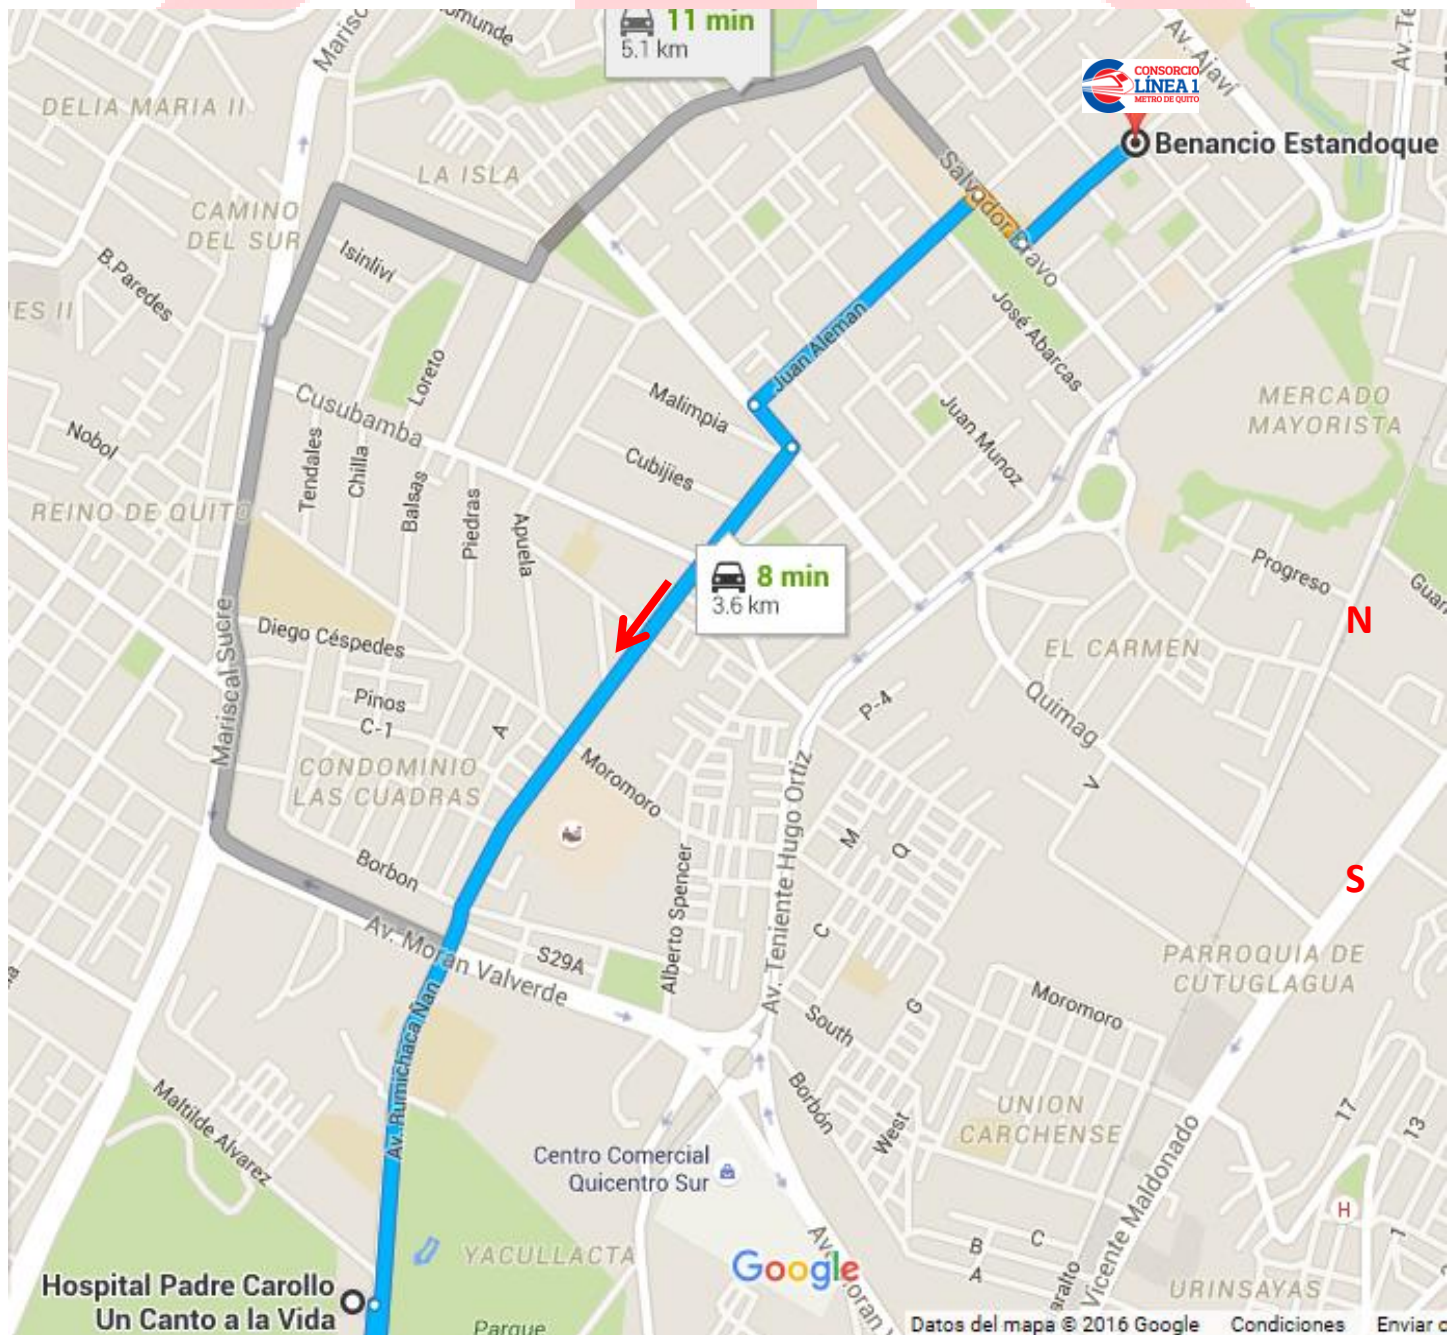 11 min
5.1 km
Av. Ajaví
CONSORCIO
LÍNEA 1
METRO DE QUITO
Benancio Estandoque
DELIA MARIA II
LA ISLA
CAMINO
DEL SUR
Salvador Bravo
B.Paredes
Isinliví
José Abarcas
Juan Aleman
Loreto
Malimpia
Cusubamba
Juan Munoz
MERCADO
MAYORISTA
Nobol
Tendales
Chilla
Balsas
Piedras
Apuela
Cubijies
REINO DE QUITO
8 min
3.6 km
Progreso
N
Diego Céspedes
EL CARMEN
Mariscal Sucre
Pinos
C-1
A
P-4
Quimag
CONDOMINIO
LAS CUADRAS
Moromoro
V
M
Q
Borbon
Alberto Spencer
Av. Teniente Hugo Ortiz
S
Av. Moran Valverde
S29A
C
G
PARROQUIA DE
CUTUGLAGUA
Moromoro
South
Av. Rumichaca Ñan
Maltilde Alvarez
Borbón
West
UNION
CARCHENSE
17
13
Centro Comercial
Quicentro Sur
Vicente Maldonado
H
1
YACULLACTA
B
C
A
Google
Hospital Padre Carollo
Un Canto a la Vida
URINSAYAS
Parque
Datos del mapa © 2016 Google Condiciones Enviar